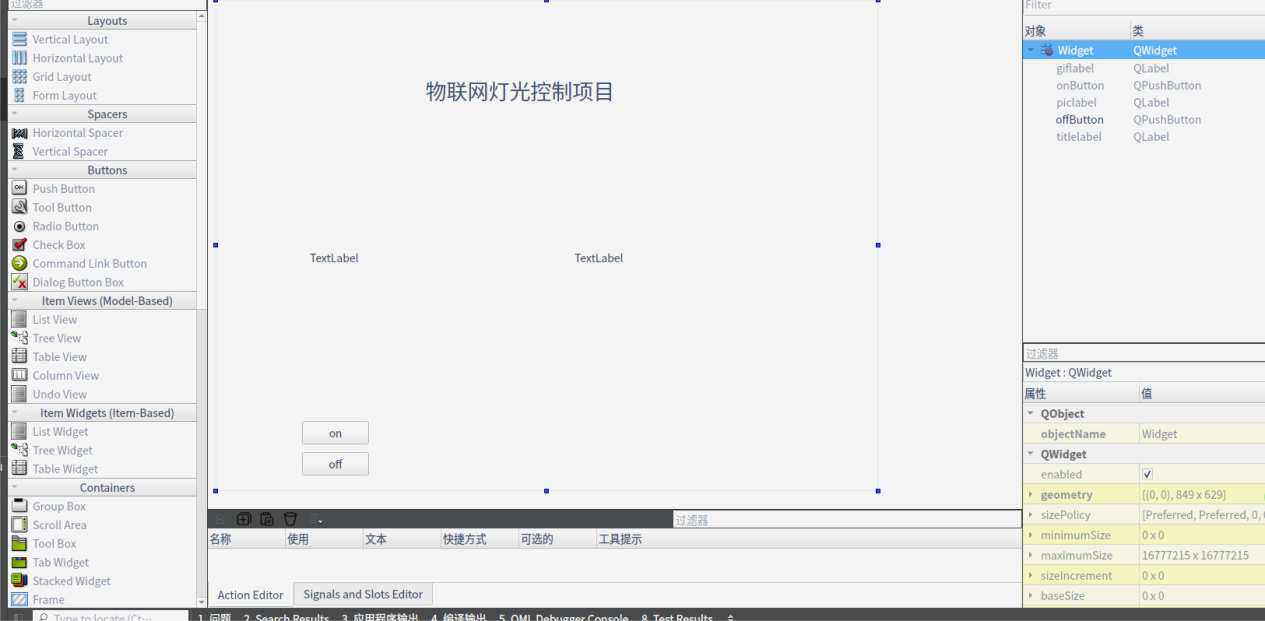 过滤器
Layouts
Vertical Layout
Horizontal Layout
Grid Layout
Form Layout
Spacers
Horizontal Spacer
Vertical Spacer
Buttons
Push Button
Tool Button
Radio Button
Check Box
Command Link Button
Dialog Button Box
Item Views (Model-Based)
List View
Tree View
Table View
Column View
Undo View
Item Widgets (Item-Based)
List Widget
Tree Widget
Table Widget
Containers
Group Box
Scroll Area
Tool Box
Tab Widget
Stacked Widget
Frame
物联网灯光控制项目
TextLabel TextLabel
on
off
过滤器
名称 使用 文本 快捷方式 可选的 工具提示
Action Editor Signals and Slots Editor
Filter
对象 类
Widget QWidget
giflabel QLabel
onButton QPushButton
piclabel QLabel
offButton QPushButton
titlelabel QLabel
过滤器
Widget : QWidget
属性 值
QObject
objectName Widget
QWidget
enabled
geometry [(0, 0), 849 x 629]
sizePolicy [Preferred, Preferred, 0,
minimumSize 0 x 0
maximumSize 16777215 x 16777215
sizeIncrement 0 x 0
baseSize 0 x 0
Type to locate (Ct... 1 问题 2 Search Results 3 应用程序输出 4 编译输出 5 QML Debugger Console 8 Test Results